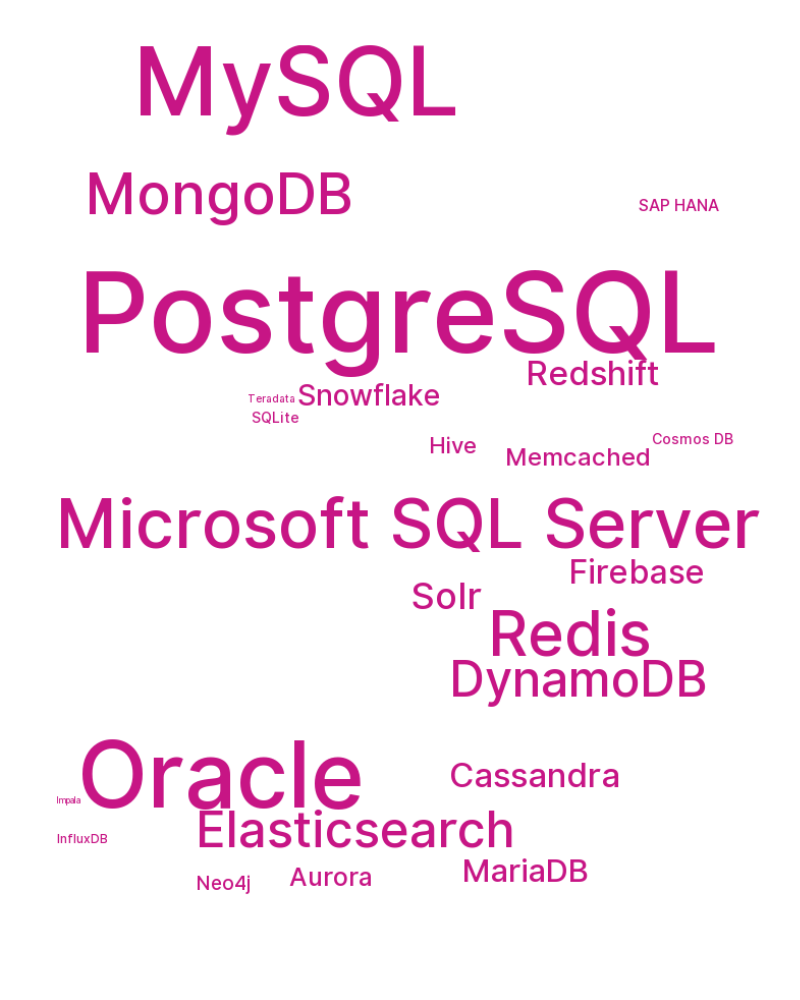 MySQL
MongoDB
SAP HANA
PostgreSQL
Redshift
Teradata
Snowflake
SQLite
Hive
Memcached
Cosmos DB
Microsoft SQL Server
Firebase
Solr
Redis
DynamoDB
Oracle
Cassandra
Impala
Elasticsearch
InfluxDB
MariaDB
Neo4j
Aurora